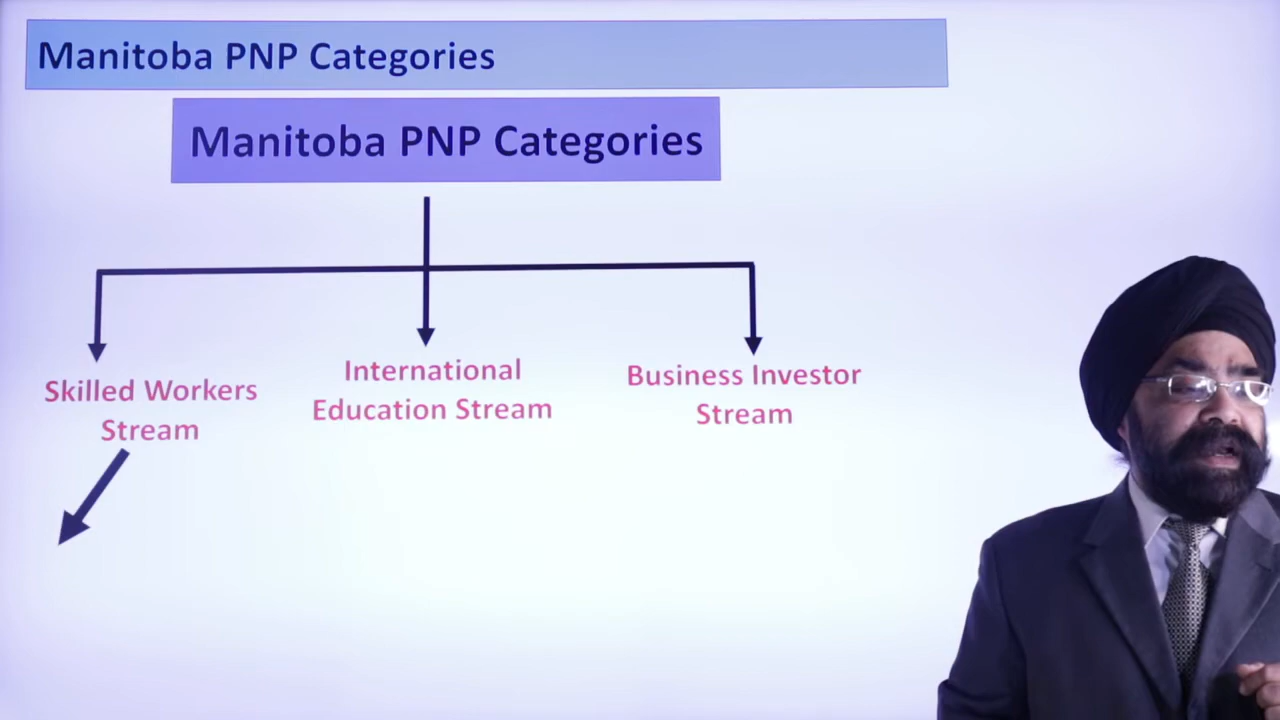 Manitoba PNP Categories
Manitoba PNP Categories
Skilled Workers
Stream
International
Education Stream
Business Investor
Stream